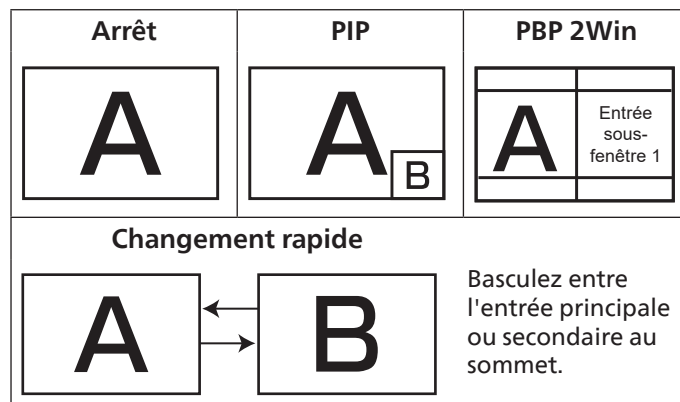 Arrêt
PIP
PBP 2Win
A
A
B
A
Entrée
sous-
fenêtre 1
Changement rapide
A
B
Basculez entre
l'entrée principale
ou secondaire au
sommet.